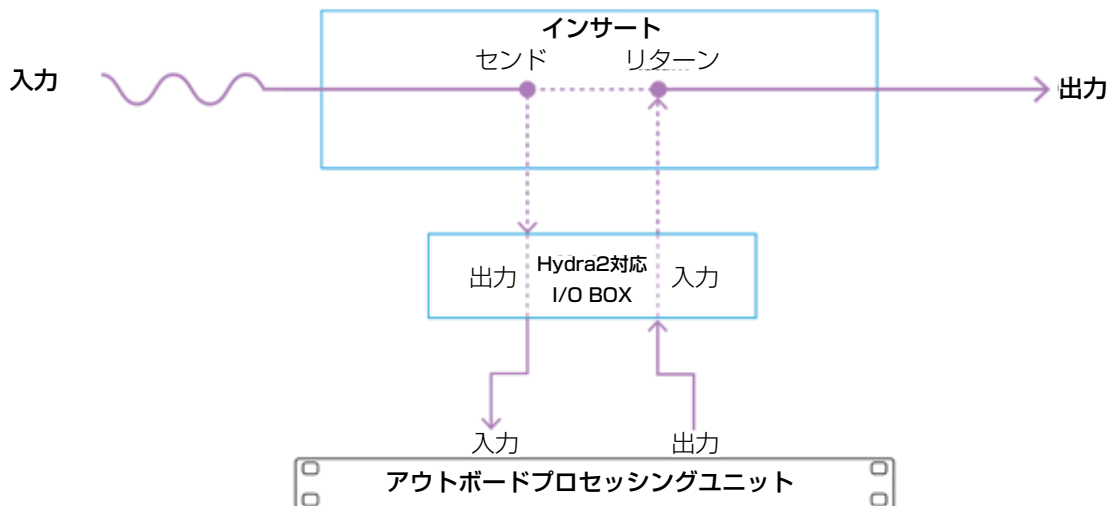 インサート
センド リターン
入力 出力
出力 Hydra2対応 入力
I/O BOX
入力 出力
アウトボードプロセッシングユニット